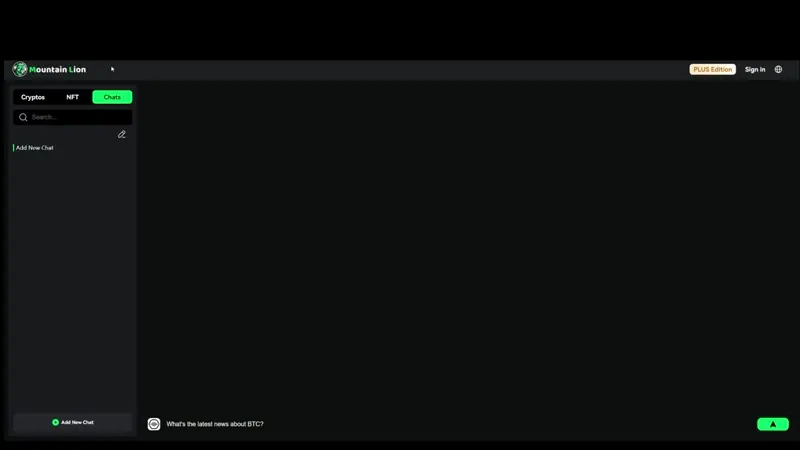 Mountain Lion
PLUS Edition
Sign in
Cryptos
NFT
Chats
Search...
Add New Chat
Add New Chat
What's the latest news about BTC?